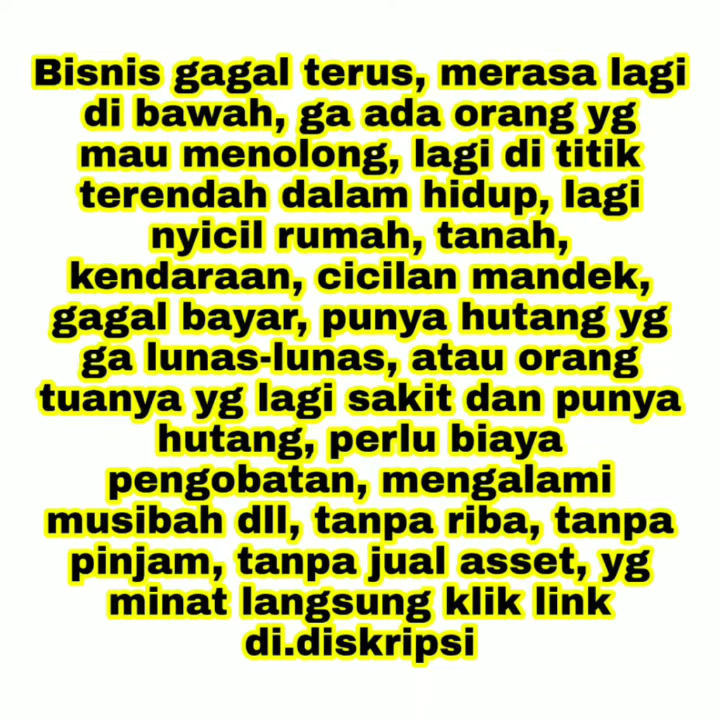 Bisnis gagal terus, merasa lagi
di bawah, ga ada orang yg
mau menolong, lagi di titik
terendah dalam hidup, lagi
nyicil rumah, tanah,
kendaraan, cicilan mandek,
gagal bayar, punya hutang yg
ga lunas-lunas, atau orang
tuanya yg lagi sakit dan punya
hutang, perlu biaya
pengobatan, mengalami
musibah dll, tanpa riba, tanpa
pinjam, tanpa jual asset, yg
minat langsung klik link
di.diskripsi